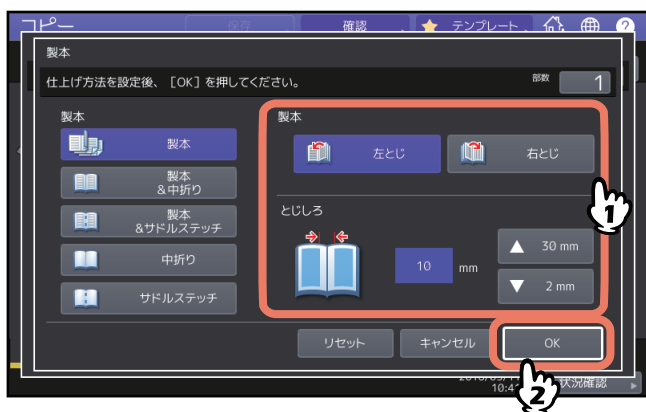 コピー
保存
確認
テンプレート
?
製本
仕上げ方法を設定後、［OK］を押してください。
部数
1
製本
製本
製本
&中折り
製本
&サドルステッチ
中折り
サドルステッチ
製本
左とじ
右とじ
とじしろ
10 mm
30 mm
2 mm
1
リセット
キャンセル
OK
10:4
状況確認
2